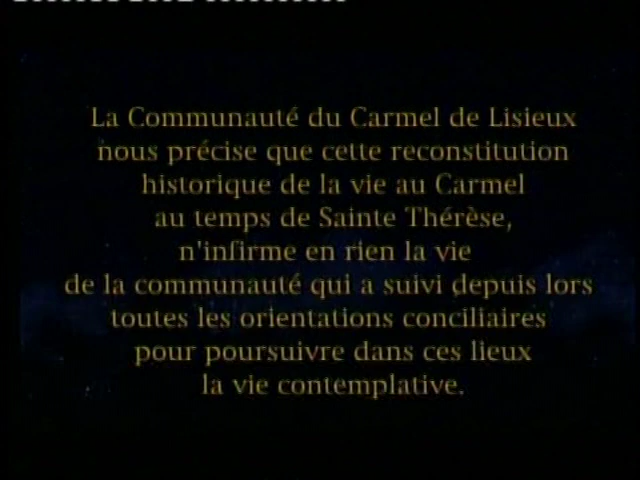 La Communauté du Carmel de Lisieux
nous précise que cette reconstitution
historique de la vie au Carmel
au temps de Sainte Thérèse,
n'infirme en rien la vie
de la communauté qui a suivi depuis lors
toutes les orientations conciliaires
pour poursuivre dans ces lieux
la vie contemplative.